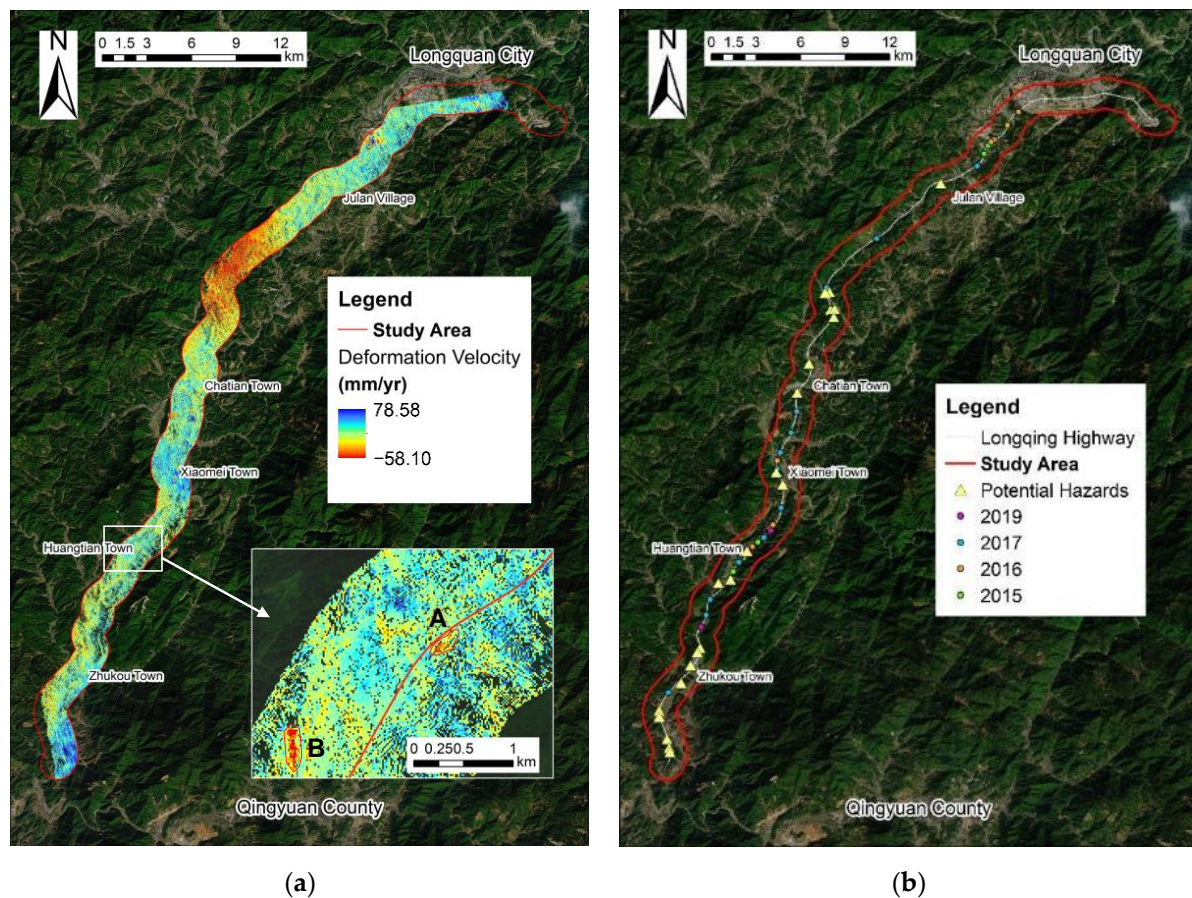 N
0 1.5 3 6 9 12
km
Longquan City
Julan Village
Legend
Study Area
Deformation Velocity
(mm/yr)
78.58
−58.10
Chatian Town
Xiaomei Town
Huangtian Town
A
B
0 0.250.5 1
km
Zhukou Town
Qingyuan County
(a)
N
0 1.5 3 6 9 12
km
Longquan City
Julan Village
Chatian Town
Legend
Longqing Highway
Study Area
Potential Hazards
2019
2017
2016
2015
Xiaomei Town
Huangtian Town
Zhukou Town
Qingyuan County
(b)